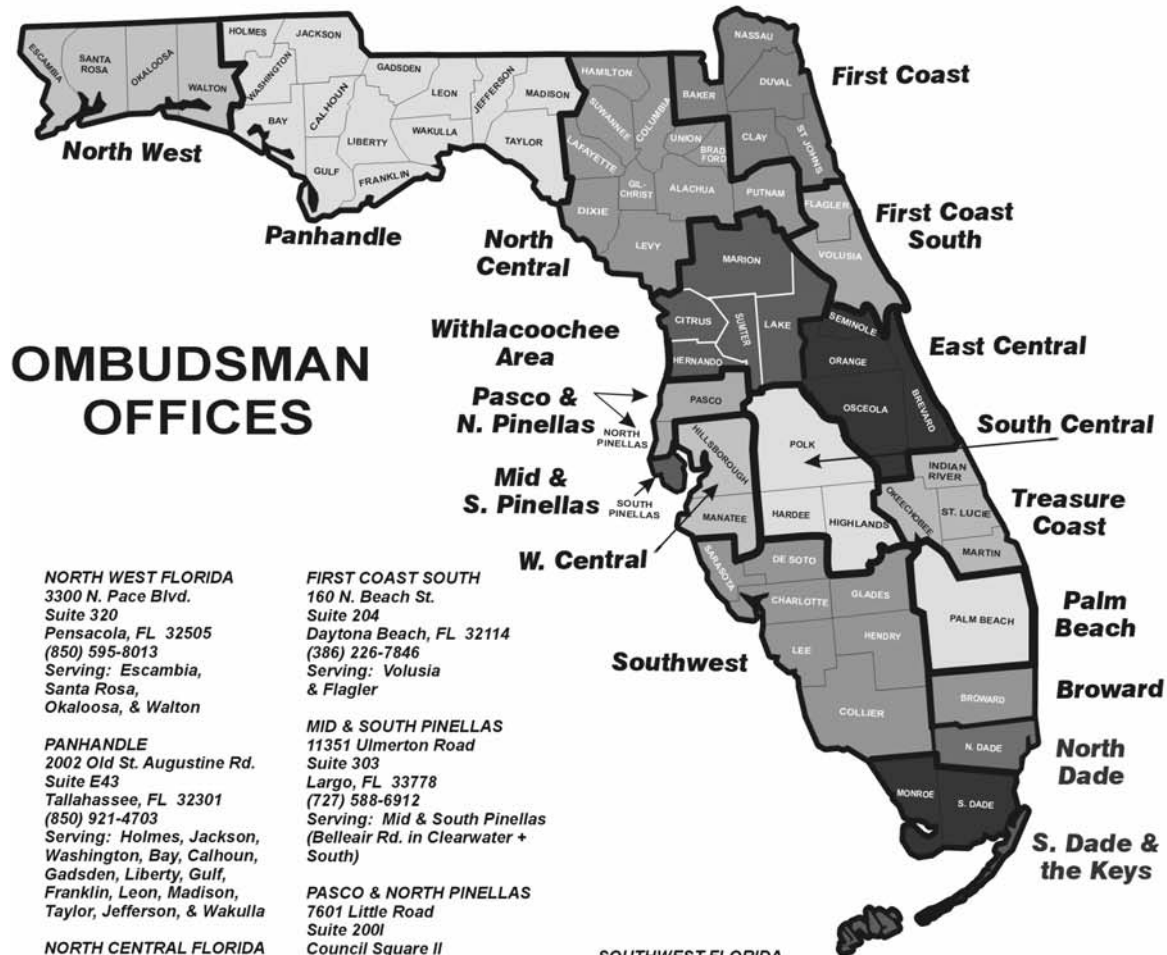 HOLMES
JACKSON
ESCAMBIA
SANTA
ROSA
OKALOOSA
WALTON
WASHINGTON
BAY
CALHOUN
GADSDEN
LEON
JEFFERSON
MADISON
LIBERTY
WAKULLA
TAYLOR
GULF
FRANKLIN
North West
Panhandle
HAMILTON
SUWANNEE
COLUMBIA
LAFAYETTE
UNION
BRAD
FORD
GIL-
CHRIST
ALACHUA
PUTNAM
DIXIE
LEVY
North
Central
NASSAU
DUVAL
BAKER
CLAY
ST JOHNS
First Coast
FLAGLER
VOLUSIA
First Coast
South
MARION
CITRUS
SUMTER
LAKE
HERNANDO
Withlacoochee
Area
SEMINOLE
ORANGE
OSCEOLA
BREVARD
East Central
OMBUDSMAN
OFFICES
Pasco &
N. Pinellas
PASCO
NORTH
PINELLAS
Mid &
S. Pinellas
SOUTH
PINELLAS
HILLSBOROUGH
MANATEE
W. Central
POLK
HARDEE
HIGHLANDS
South Central
INDIAN
RIVER
OKEECHOBEE
ST. LUCIE
MARTIN
Treasure
Coast
SARASOTA
DE SOTO
CHARLOTTE
GLADES
LEE
HENDRY
COLLIER
Southwest
PALM BEACH
Palm
Beach
BROWARD
Broward
N. DADE
North
Dade
MONROE
S. DADE
S. Dade &
the Keys
NORTH WEST FLORIDA
3300 N. Pace Blvd.
Suite 320
Pensacola, FL 32505
(850) 595-8013
Serving: Escambia,
Santa Rosa,
Okaloosa, & Walton
PANHANDLE
2002 Old St. Augustine Rd.
Suite E43
Tallahassee, FL 32301
(850) 921-4703
Serving: Holmes, Jackson,
Washington, Bay, Calhoun,
Gadsden, Liberty, Gulf,
Franklin, Leon, Madison,
Taylor, Jefferson, & Wakulla
NORTH CENTRAL FLORIDA
FIRST COAST SOUTH
160 N. Beach St.
Suite 204
Daytona Beach, FL 32114
(386) 226-7846
Serving: Volusia
& Flagler
MID & SOUTH PINELLAS
11351 Ulmerton Road
Suite 303
Largo, FL 33778
(727) 588-6912
Serving: Mid & South Pinellas
(Belleair Rd. in Clearwater +
South)
PASCO & NORTH PINELLAS
7601 Little Road
Suite 200I
Council Square II
SOUTHWEST FLORIDA